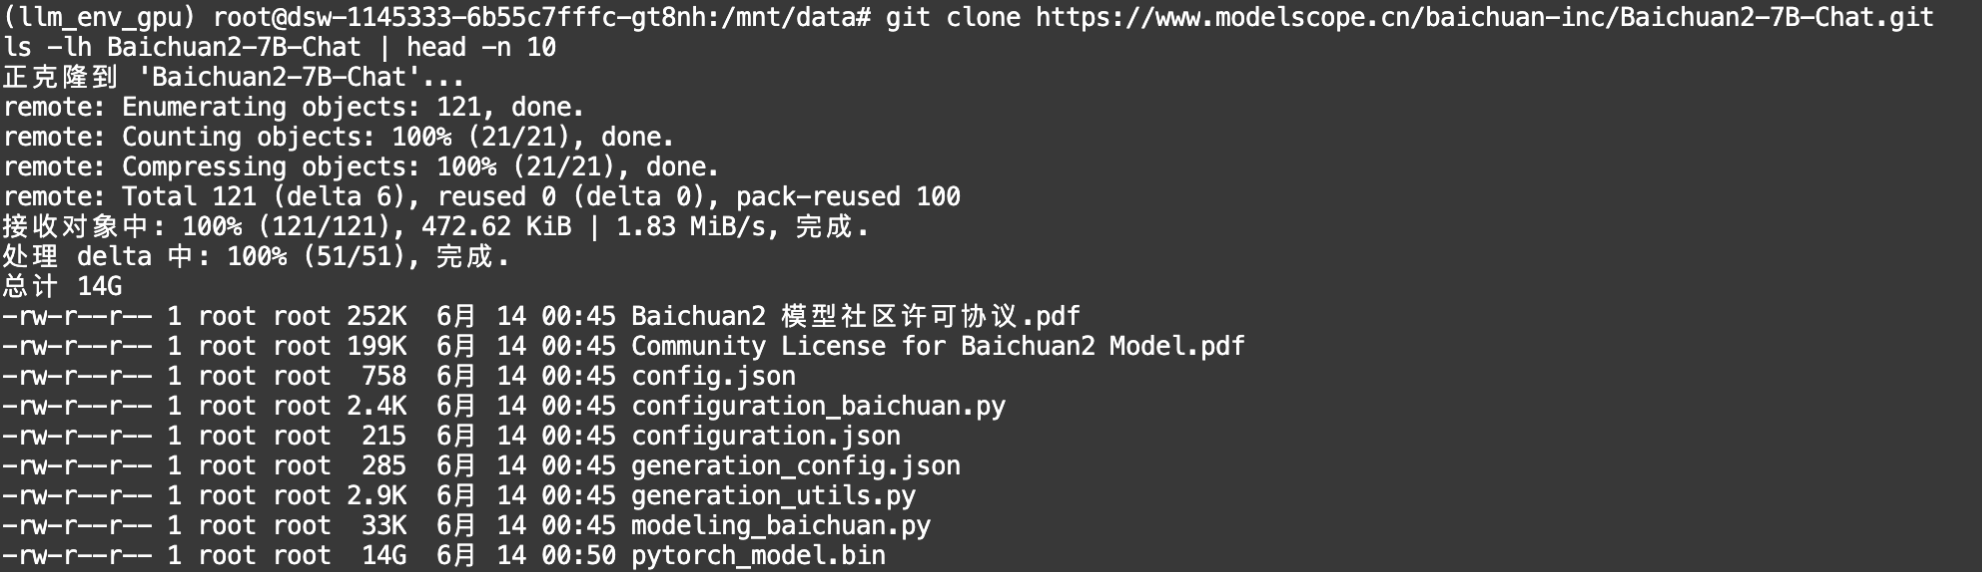 (llm_env_gpu) root@dsw-1145333-6b55c7fffc-gt8nh:/mnt/data# git clone https://www.modelscope.cn/baichuan-inc/Baichuan2-7B-Chat.git
ls -lh Baichuan2-7B-Chat | head -n 10
正克隆到 'Baichuan2-7B-Chat'...
remote: Enumerating objects: 121, done.
remote: Counting objects: 100% (21/21), done.
remote: Compressing objects: 100% (21/21), done.
remote: Total 121 (delta 6), reused 0 (delta 0), pack-reused 100
接收对象中: 100% (121/121), 472.62 KiB | 1.83 MiB/s, 完成.
处理 delta 中: 100% (51/51), 完成.
总计 14G
-rw-r--r-- 1 root root 252K  6月 14 00:45 Baichuan2 模型社区许可协议.pdf
-rw-r--r-- 1 root root 199K  6月 14 00:45 Community License for Baichuan2 Model.pdf
-rw-r--r-- 1 root root  758  6月 14 00:45 config.json
-rw-r--r-- 1 root root 2.4K  6月 14 00:45 configuration_baichuan.py
-rw-r--r-- 1 root root  215  6月 14 00:45 configuration.json
-rw-r--r-- 1 root root  285  6月 14 00:45 generation_config.json
-rw-r--r-- 1 root root 2.9K  6月 14 00:45 generation_utils.py
-rw-r--r-- 1 root root  33K  6月 14 00:45 modeling_baichuan.py
-rw-r--r-- 1 root root  14G  6月 14 00:50 pytorch_model.bin